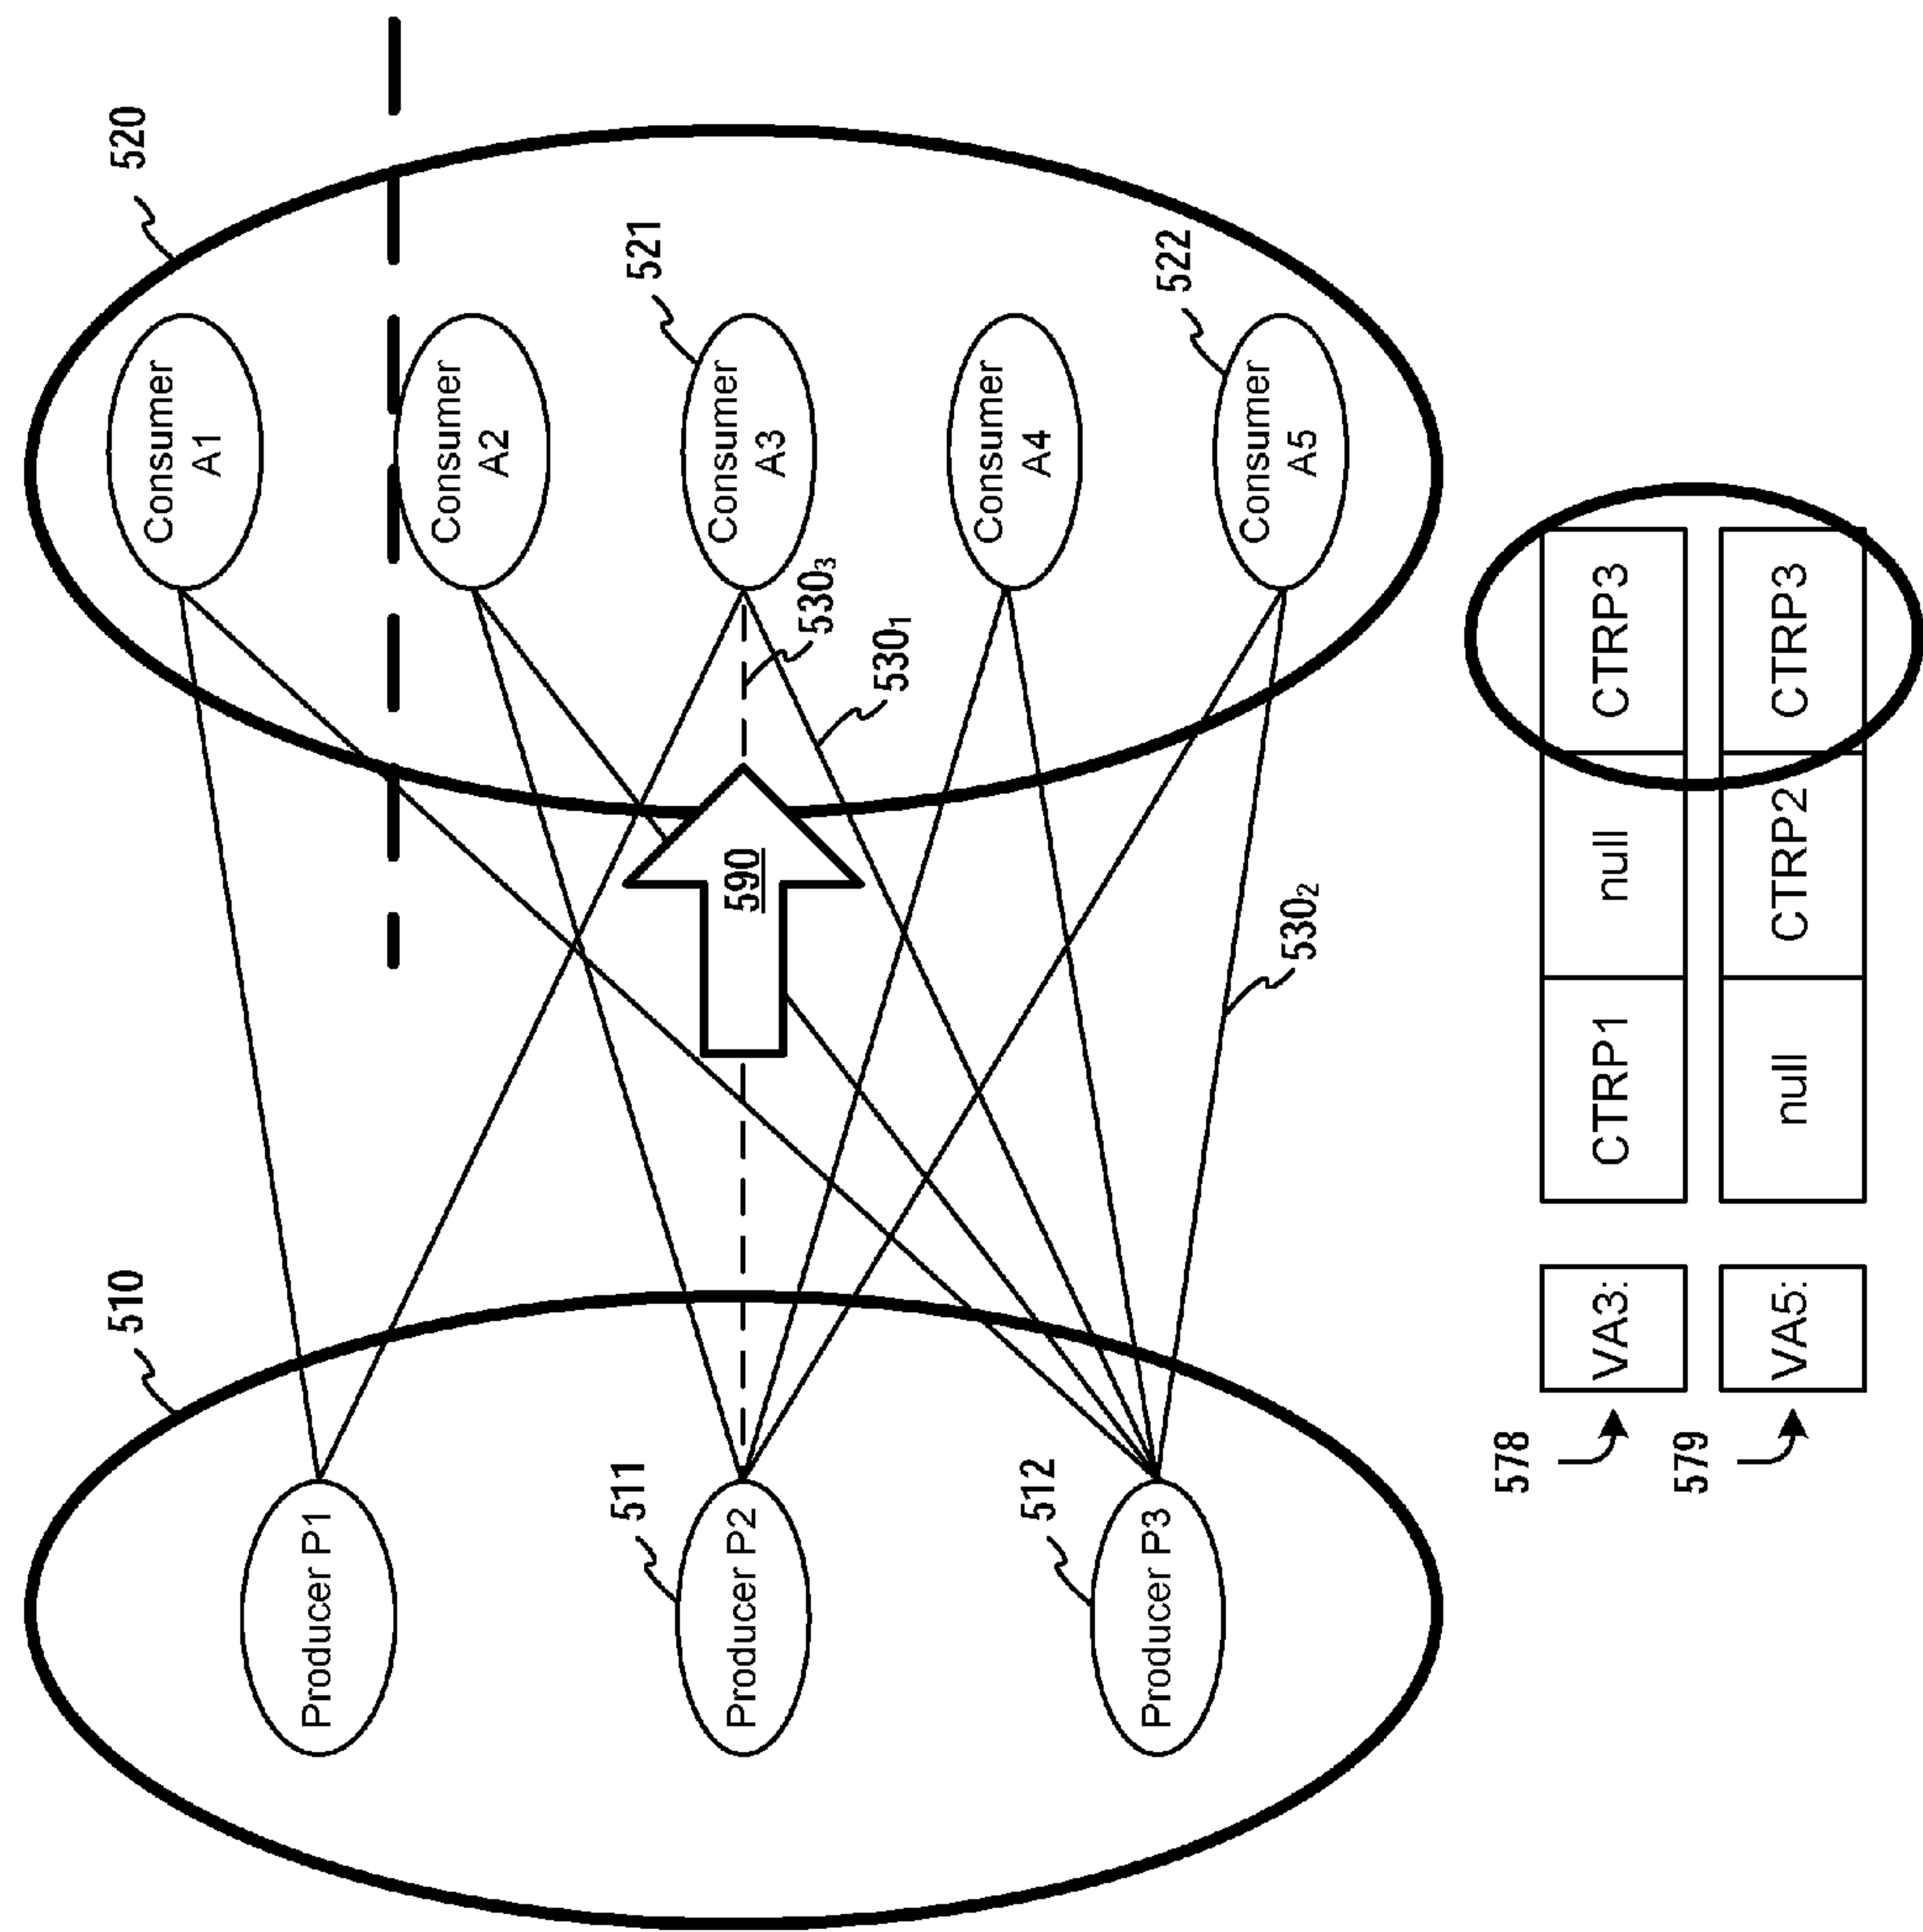 510
520
Producer P1
511
Producer P2
512
Producer P3
Consumer
A1
Consumer
A2
521
Consumer
A3
Consumer
A4
522
Consumer
A5
590
530₃
530₁
530₂
578
VA3: CTRP1 null CTRP3
579
VA5: null CTRP2 CTRP3